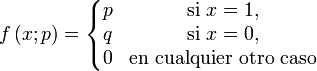 f (x; p) = { p si x = 1,
q si x = 0,
0 en cualquier otro caso